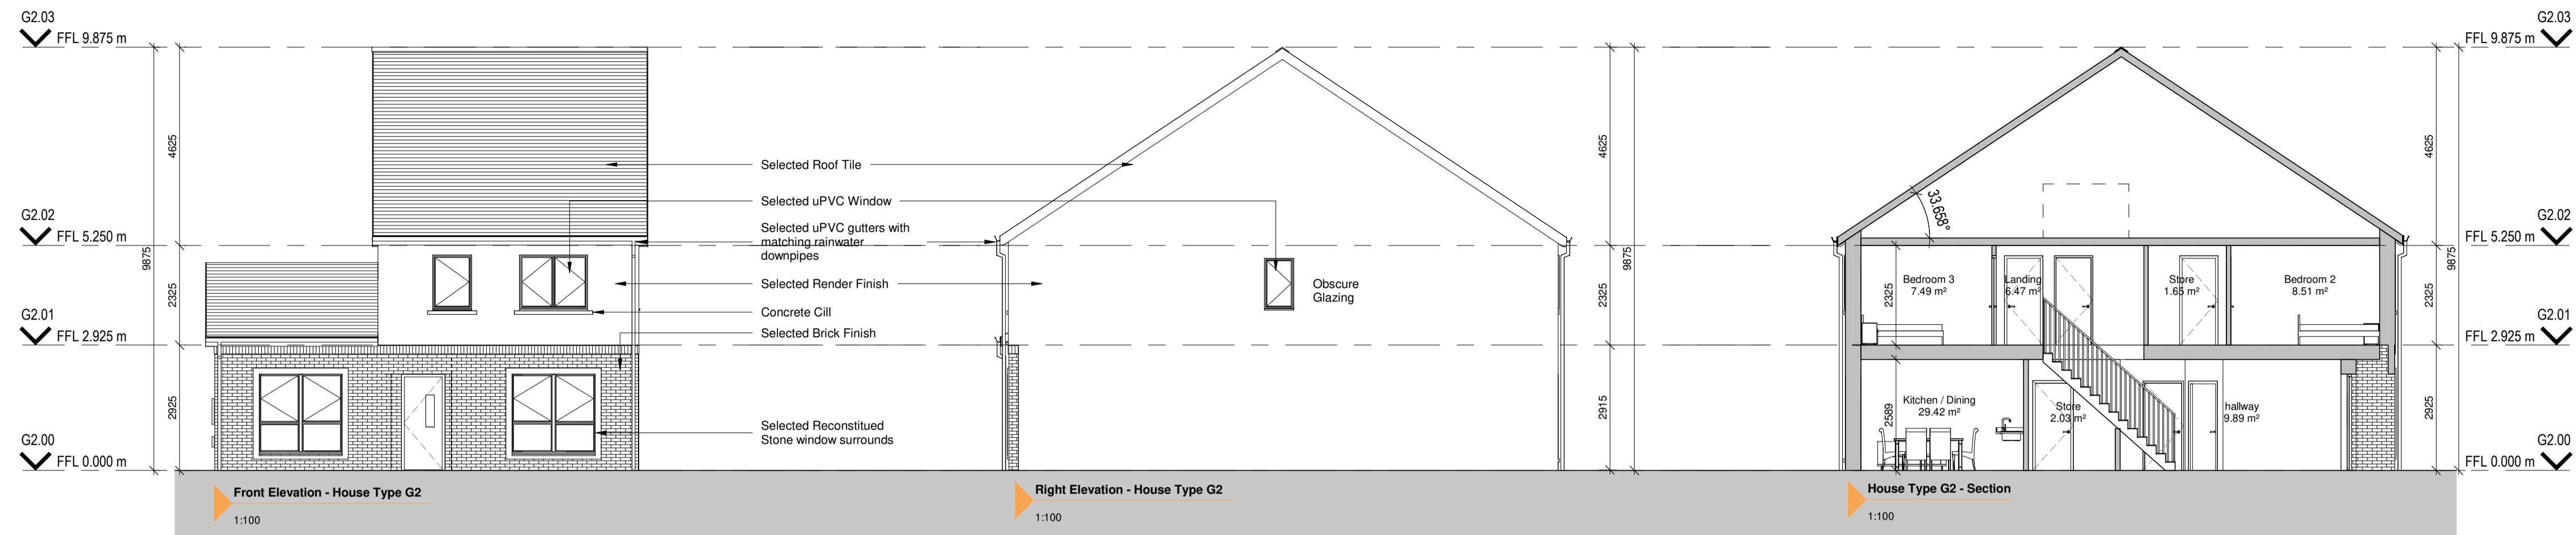 G2.03
FFL 9.875 m
G2.02
FFL 5.250 m
G2.01
FFL 2.925 m
G2.00
FFL 0.000 m
9875
4625
2325
2925
Selected Roof Tile
Selected uPVC Window
Selected uPVC gutters with
matching rainwater
downpipes
Selected Render Finish
Concrete Cill
Selected Brick Finish
Selected Reconstitued
Stone window surrounds
Front Elevation - House Type G2
1:100
Obscure
Glazing
4625
2325
2915
9875
Right Elevation - House Type G2
1:100
33.658°
Bedroom 3
7.49 m²
2325
Landing
6.47 m²
Store
1.65 m²
Bedroom 2
8.51 m²
Kitchen / Dining
29.42 m²
2589
Store
2.03 m²
hallway
9.89 m²
House Type G2 - Section
1:100
4625
2325
2925
9875
G2.03
FFL 9.875 m
G2.02
FFL 5.250 m
G2.01
FFL 2.925 m
G2.00
FFL 0.000 m